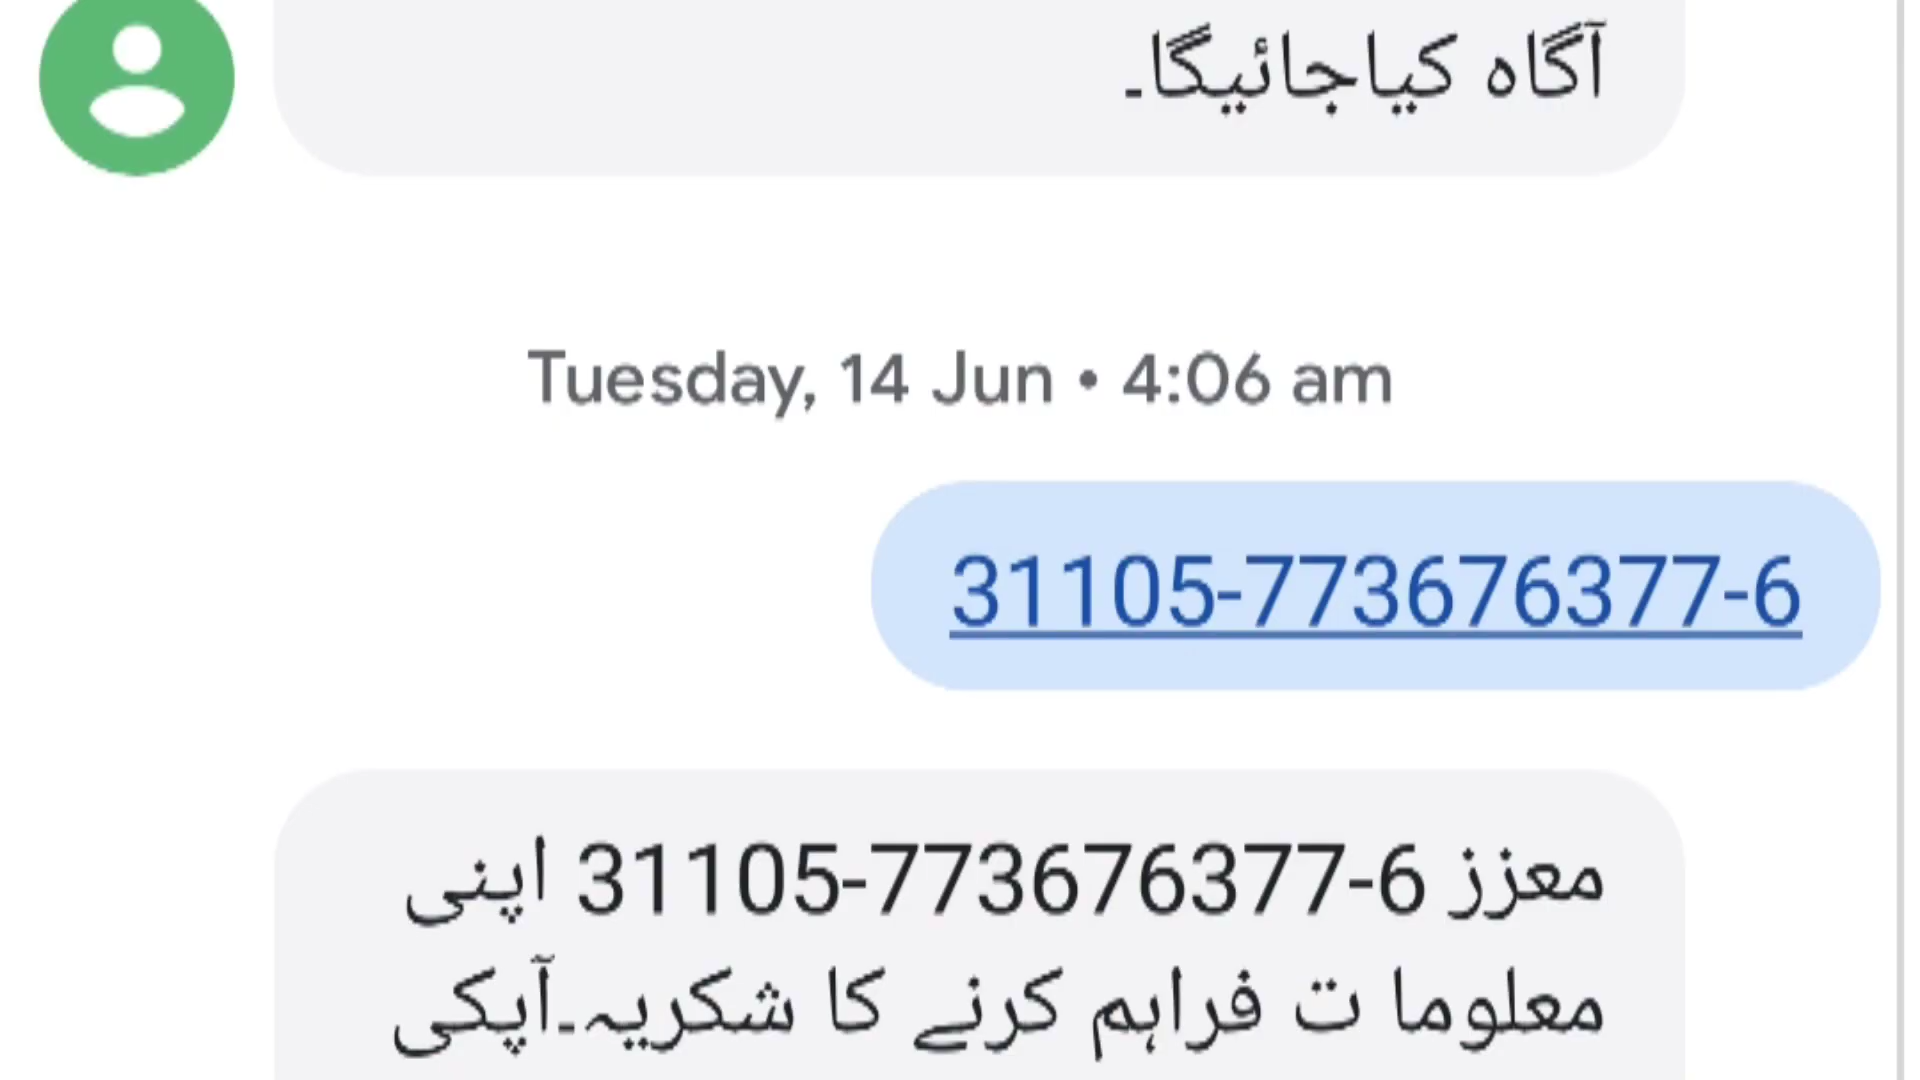 آگاہ کیاجائیگا۔
Tuesday, 14 Jun • 4:06 am
31105-773676377-6
معزز 31105-773676377-6 اپنی
معلوما ت فراہم کرنے کا شکریہ۔آپکی